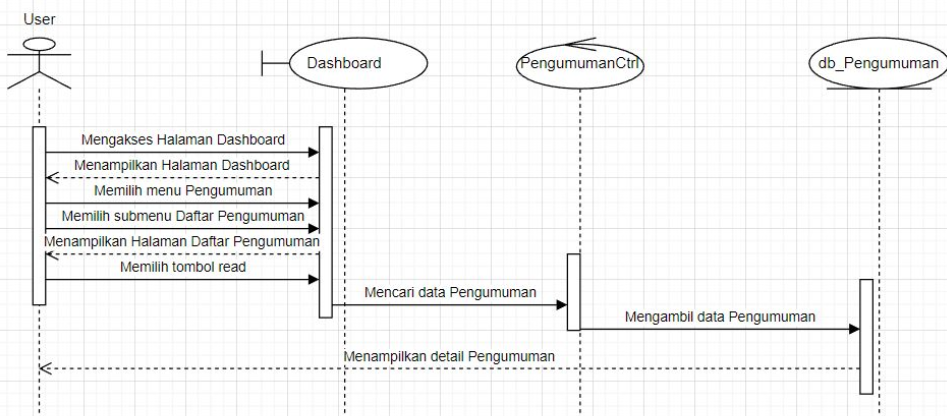 User
Dashboard
PengumumanCtrl
db_Pengumuman
Mengakses Halaman Dashboard
Menampilkan Halaman Dashboard
Memilih menu Pengumuman
Memilih submenu Daftar Pengumuman
Menampilkan Halaman Daftar Pengumuman
Memilih tombol read
Mencari data Pengumuman
Mengambil data Pengumuman
Menampilkan detail Pengumuman